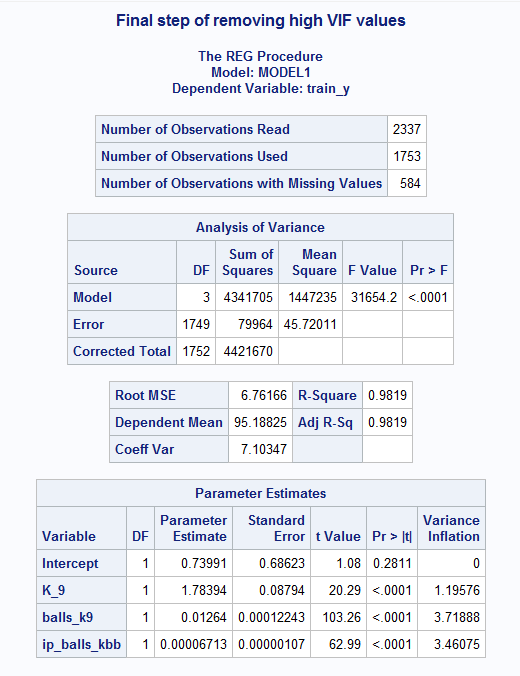 Final step of removing high VIF values
The REG Procedure
Model: MODEL1
Dependent Variable: train_y
Number of Observations Read 2337
Number of Observations Used 1753
Number of Observations with Missing Values 584
Analysis of Variance
Source DF Sum of Squares Mean Square F Value Pr > F
Model 3 4341705 1447235 31654.2 <.0001
Error 1749 79964 45.72011
Corrected Total 1752 4421670
Root MSE 6.76166 R-Square 0.9819
Dependent Mean 95.18825 Adj R-Sq 0.9819
Coeff Var 7.10347
Parameter Estimates
Variable DF Parameter Estimate Standard Error t Value Pr > |t| Variance Inflation
Intercept 1 0.73991 0.68623 1.08 0.2811 0
K_9 1 1.78394 0.08794 20.29 <.0001 1.19576
balls_k9 1 0.01264 0.00012243 103.26 <.0001 3.71888
ip_balls_kbb 1 0.00006713 0.00000107 62.99 <.0001 3.46075